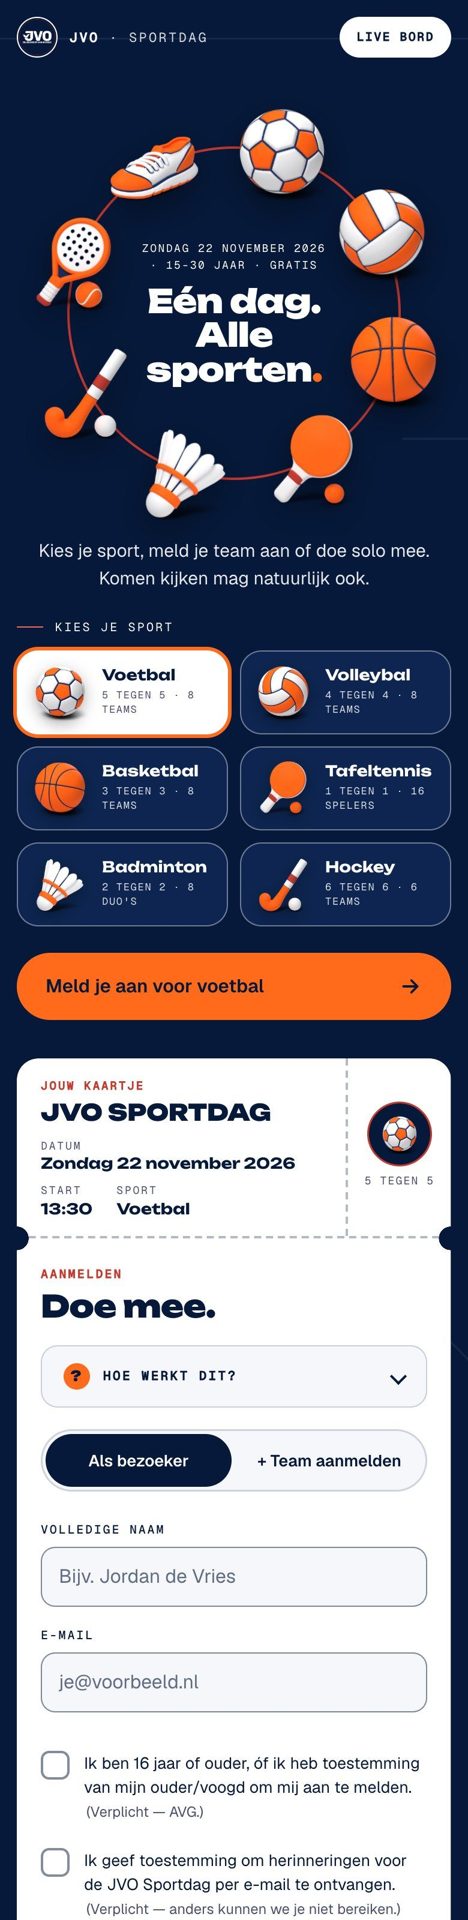 JVO
JVO · SPORTDAG
LIVE BORD
ZONDAG 22 NOVEMBER 2026
· 15-30 JAAR · GRATIS
Eén dag.
Alle
sporten.
Kies je sport, meld je team aan of doe solo mee.
Komen kijken mag natuurlijk ook.
KIES JE SPORT
Voetbal
5 TEGEN 5 · 8
TEAMS
Volleybal
4 TEGEN 4 · 8
TEAMS
Basketbal
3 TEGEN 3 · 8
TEAMS
Tafeltennis
1 TEGEN 1 · 16
SPELERS
Badminton
2 TEGEN 2 · 8
DUO'S
Hockey
6 TEGEN 6 · 6
TEAMS
Meld je aan voor voetbal →
JOUW KAARTJE
JVO SPORTDAG
DATUM
Zondag 22 november 2026
START SPORT
13:30 Voetbal
5 TEGEN 5
AANMELDEN
Doe mee.
? HOE WERKT DIT?
Als bezoeker
+ Team aanmelden
VOLLEDIGE NAAM
Bijv. Jordan de Vries
E-MAIL
je@voorbeeld.nl
Ik ben 16 jaar of ouder, óf ik heb toestemming
van mijn ouder/voogd om mij aan te melden.
(Verplicht — AVG.)
Ik geef toestemming om herinneringen voor
de JVO Sportdag per e-mail te ontvangen.
(Verplicht — anders kunnen we je niet bereiken.)